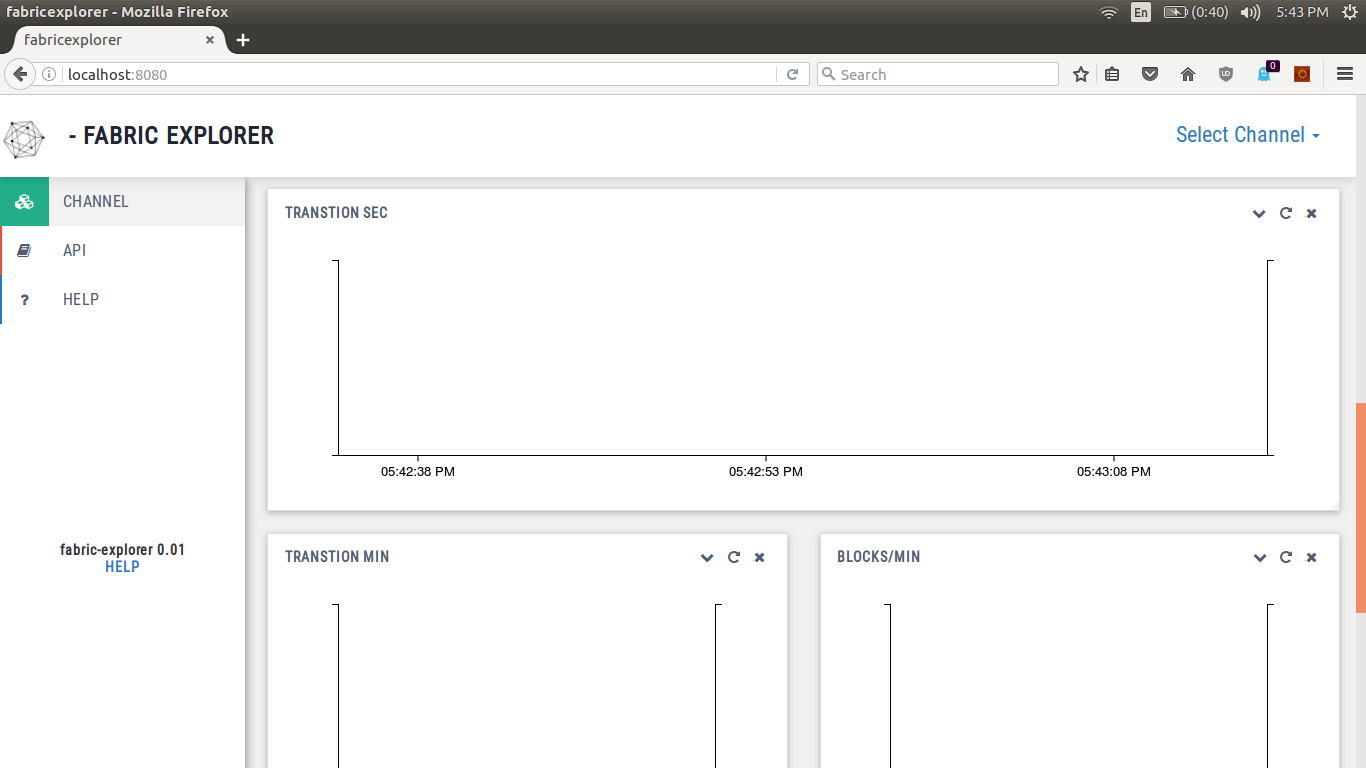 fabricexplorer - Mozilla Firefox
En
(0:40)
5:43 PM
fabricexplorer
localhost:8080
Search
0
- FABRIC EXPLORER
Select Channel
CHANNEL
API
? HELP
fabric-explorer 0.01
HELP
TRANSTION SEC
05:42:38 PM
05:42:53 PM
05:43:08 PM
TRANSTION MIN
BLOCKS/MIN